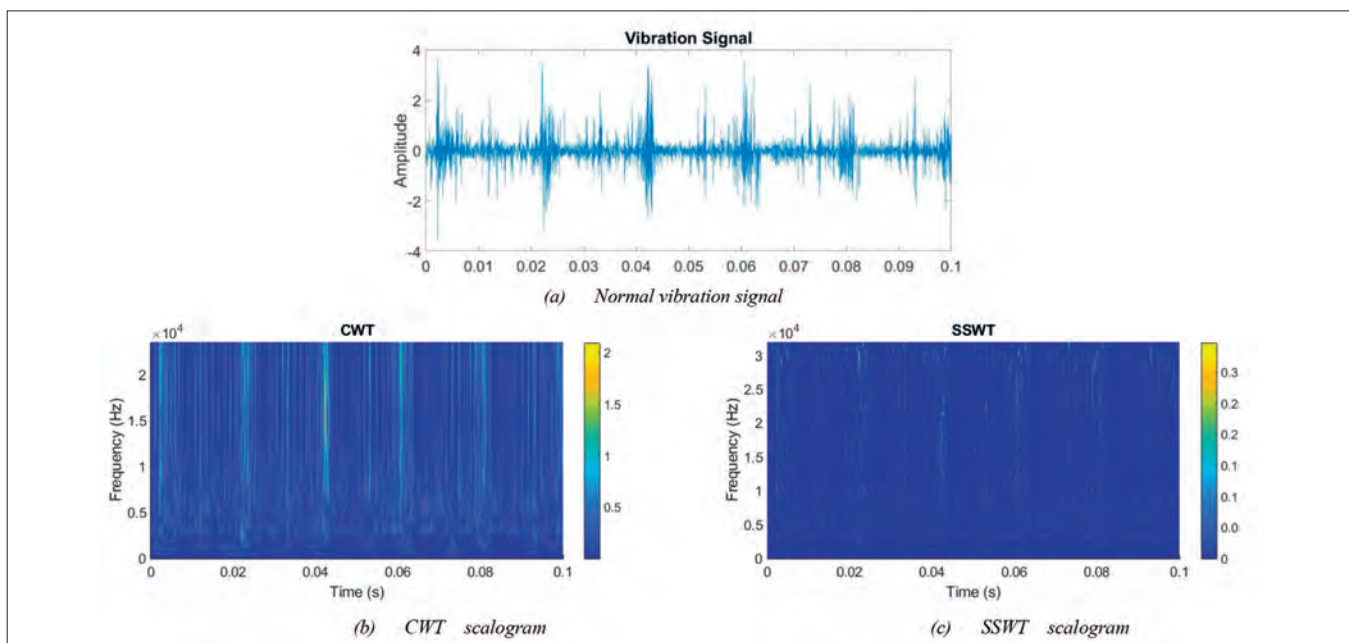 Vibration Signal
4
2
0
-2
-4
Amplitude
0 0.01 0.02 0.03 0.04 0.05 0.06 0.07 0.08 0.09 0.1
(a) Normal vibration signal
CWT
×10⁴
2
1.5
1
0.5
0
Frequency (Hz)
2
1.5
1
0.5
0 0.02 0.04 0.06 0.08 0.1
Time (s)
(b) CWT scalogram
SSWT
×10⁴
3
2.5
2
1.5
1
0.5
0
Frequency (Hz)
0.3
0.2
0.2
0.1
0.1
0.0
0
0 0.02 0.04 0.06 0.08 0.1
Time (s)
(c) SSWT scalogram